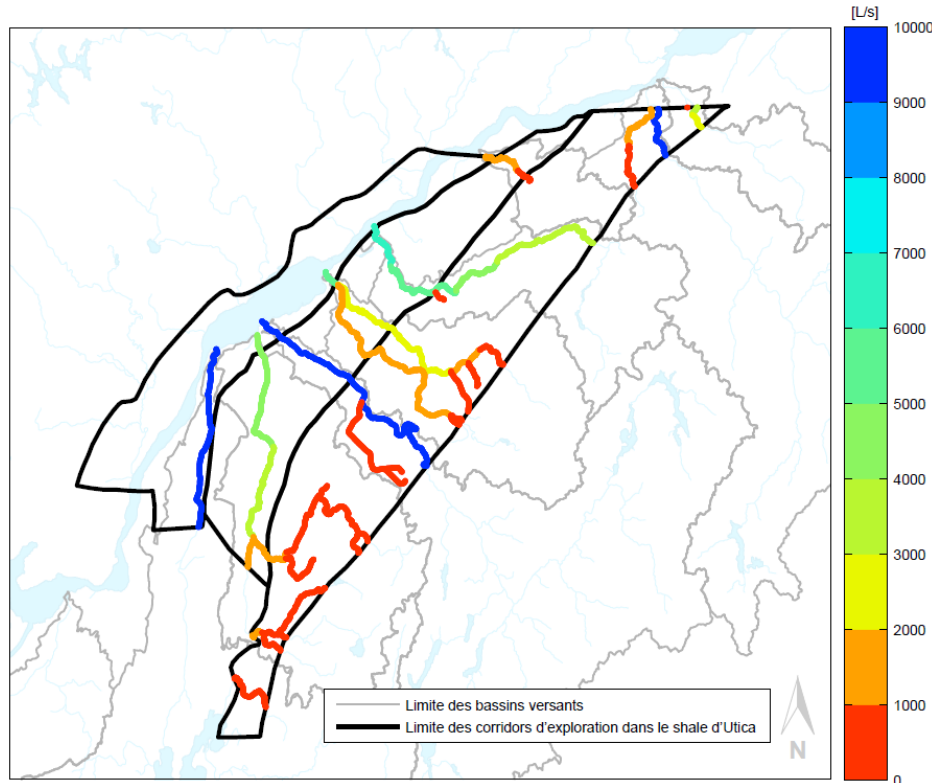 [L/s]
10000
9000
8000
7000
6000
5000
4000
3000
2000
1000
0
Limite des bassins versants
Limite des corridors d'exploration dans le shale d'Utica
N